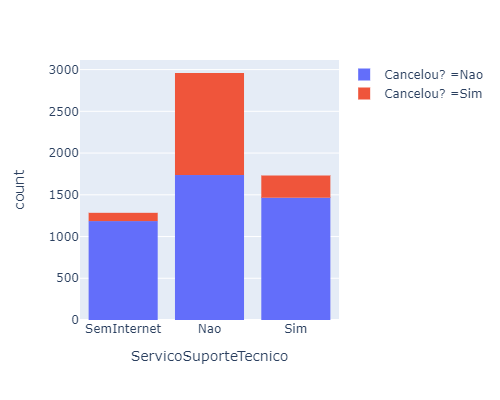 Cancelou? =Nao
Cancelou? =Sim
3000
2500
2000
1500
1000
500
0
count
SemInternet Nao Sim
ServicoSuporteTecnico